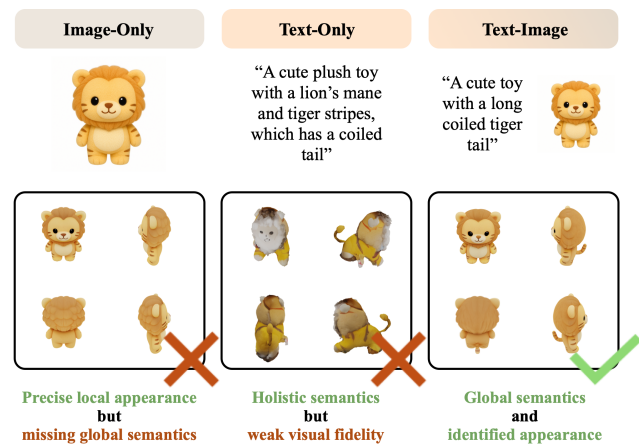 Image-Only
Text-Only
Text-Image
“A cute plush toy
with a lion’s mane
and tiger stripes,
which has a coiled
tail”
“A cute toy
with a long
coiled tiger
tail”
Precise local appearance
but
missing global semantics
Holistic semantics
but
weak visual fidelity
Global semantics
and
identified appearance